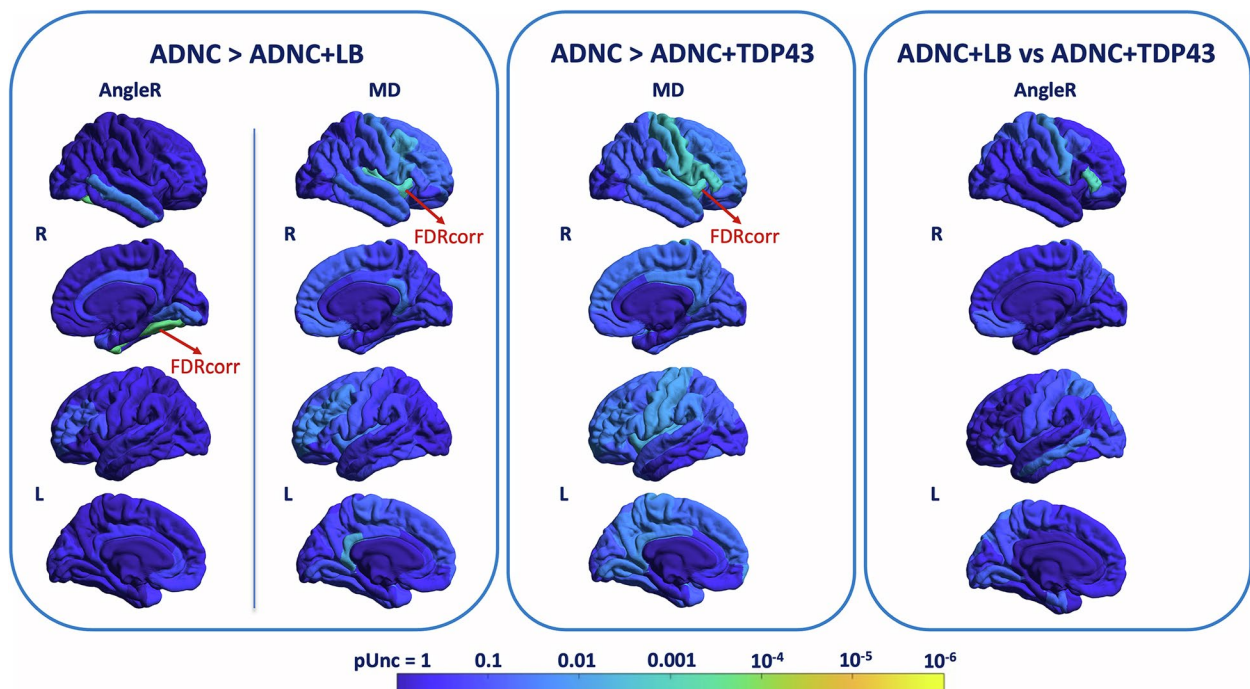 ADNC > ADNC+LB
AngleR
MD
R
R
FDRcorr
FDRcorr
L
L
ADNC > ADNC+TDP43
MD
R
FDRcorr
L
ADNC+LB vs ADNC+TDP43
AngleR
R
L
pUnc = 1 0.1 0.01 0.001 10-4 10-5 10-6